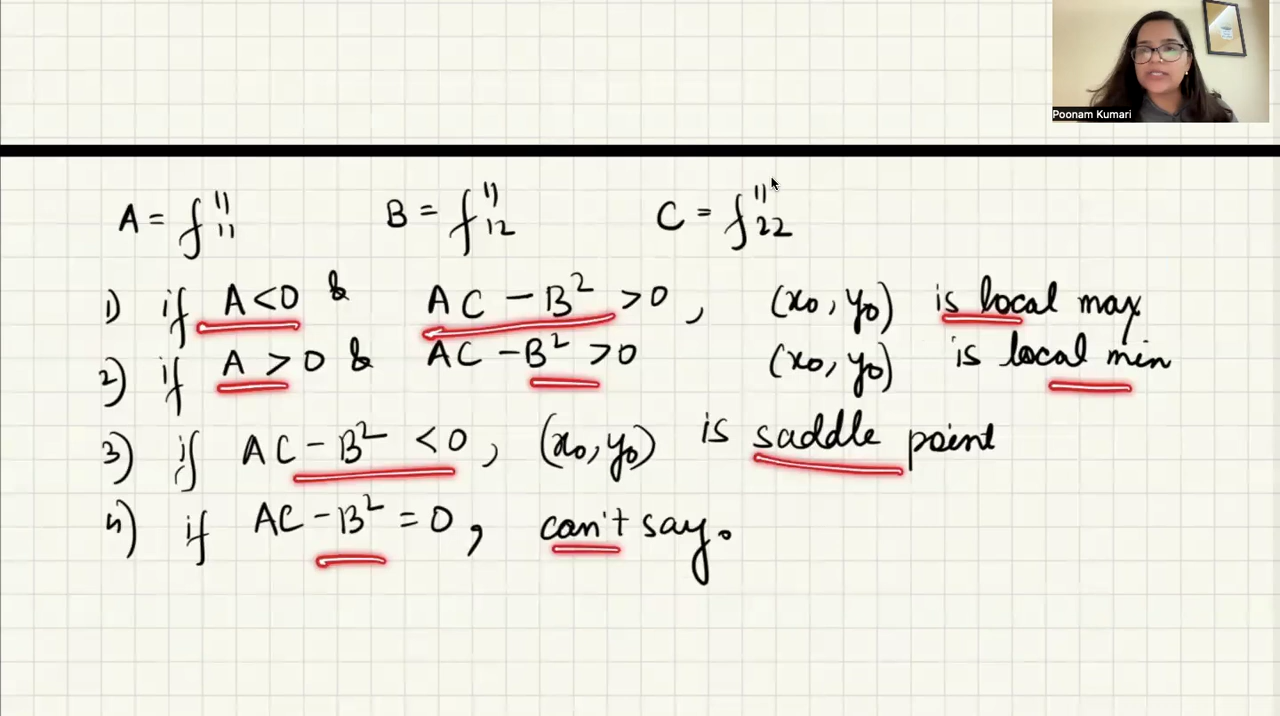 Poonam Kumari
A = f''₁₁ B = f''₁₂ C = f''₂₂
1) if A<0 & AC - B² >0, (x₀, y₀) is local max
2) if A >0 & AC - B² >0 (x₀, y₀) is local min
3) if AC - B² <0, (x₀, y₀) is saddle point
4) if AC - B² = 0, can't say.